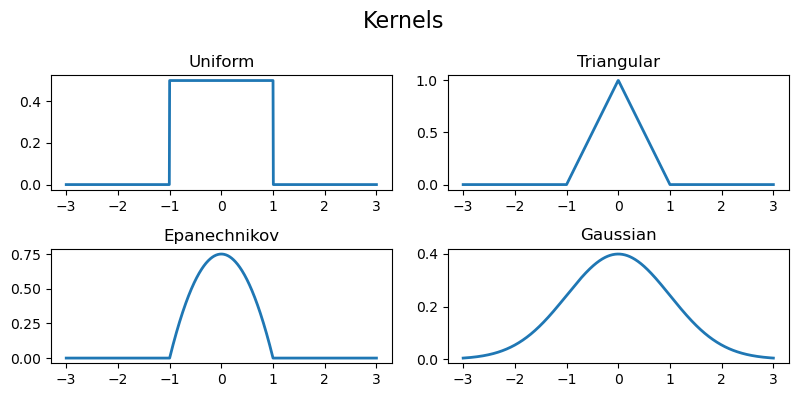 Kernels
Uniform
0.4
0.2
0.0
−3 −2 −1 0 1 2 3
Triangular
1.0
0.5
0.0
−3 −2 −1 0 1 2 3
Epanechnikov
0.75
0.50
0.25
0.00
−3 −2 −1 0 1 2 3
Gaussian
0.4
0.2
0.0
−3 −2 −1 0 1 2 3